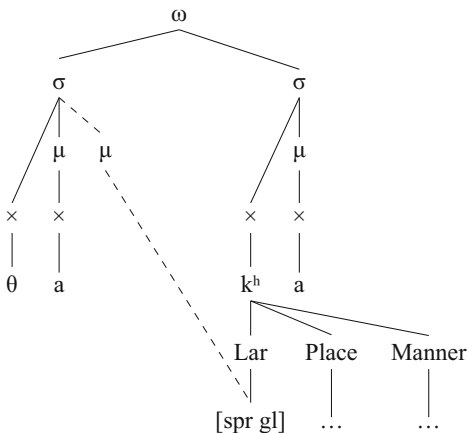 ω
σ σ
μ μ μ
× × × ×
θ a kʰ a
Lar Place Manner
[spr gl] … …